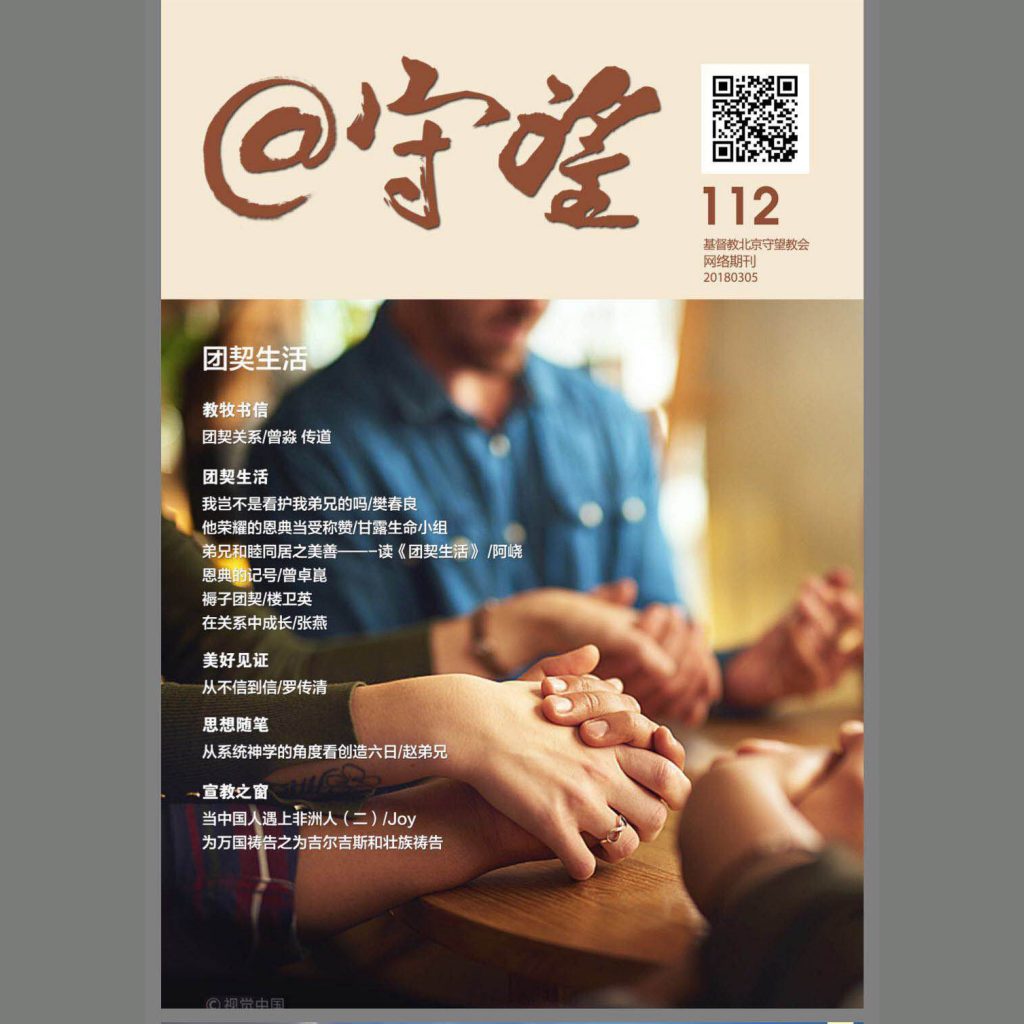 @守望
112
基督教北京守望教会
网络期刊
20180305
团契生活
教牧书信
团契关系/曾淼 传道
团契生活
我岂不是看护我弟兄的吗/樊春良
他荣耀的恩典当受称赞/甘露生命小组
弟兄和睦同居之美善————读《团契生活》/阿峣
恩典的记号/曾卓崑
褥子团契/楼卫英
在关系中成长/张燕
美好见证
从不信到信/罗传清
思想随笔
从系统神学的角度看创造六日/赵弟兄
宣教之窗
当中国人遇上非洲人（二）/Joy
为万国祷告之为吉尔吉斯和壮族祷告
© 视觉中国